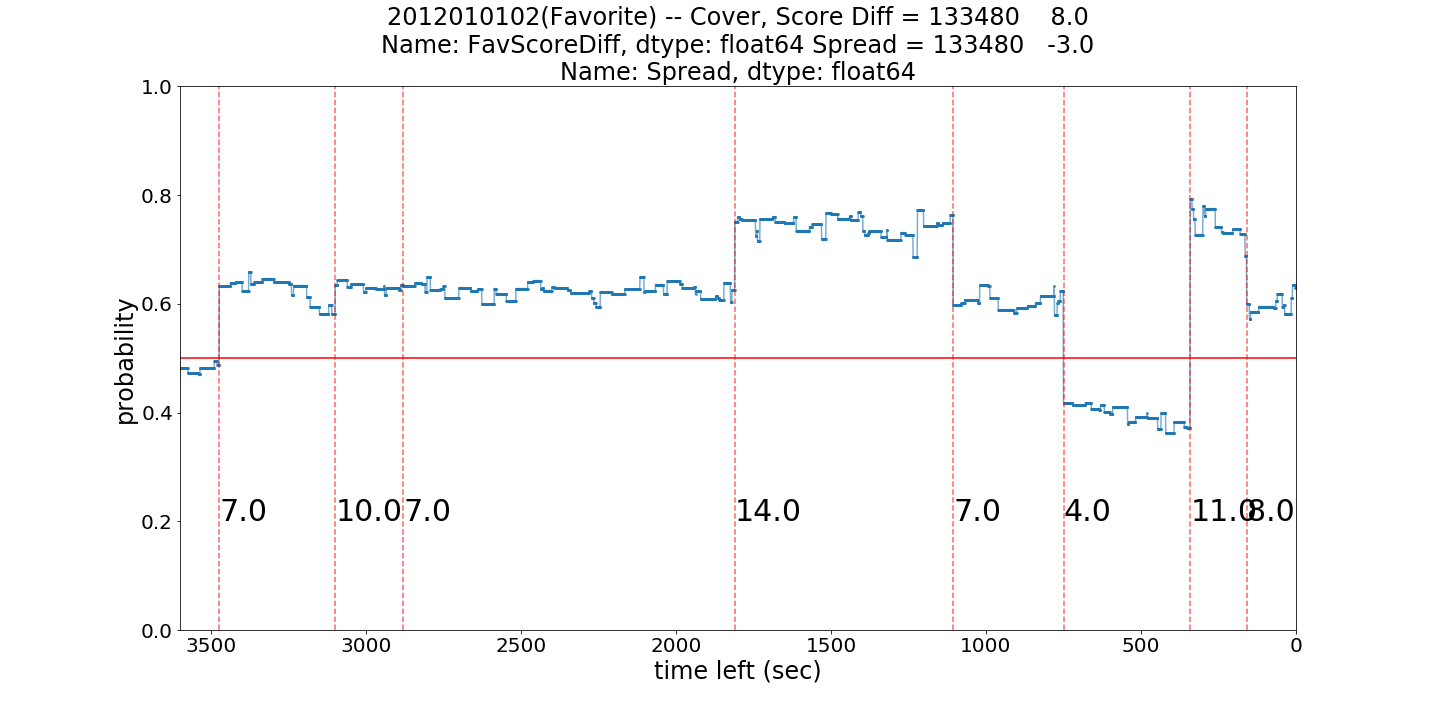 2012010102(Favorite) -- Cover, Score Diff = 133480    8.0
Name: FavScoreDiff, dtype: float64 Spread = 133480   -3.0
Name: Spread, dtype: float64
1.0
0.8
0.6
0.4
0.2
0.0
probability
7.0 10.0 7.0 14.0 7.0 4.0 11.0 8.0
3500 3000 2500 2000 1500 1000 500 0
time left (sec)